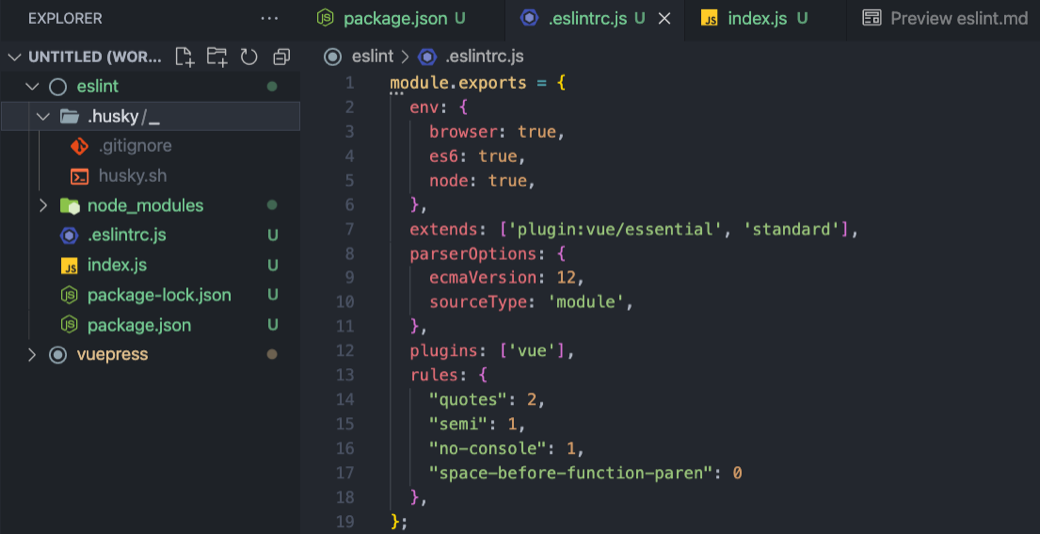 EXPLORER
UNTITLED (WOR...
eslint
.husky/_
.gitignore
husky.sh
node_modules
.eslintrc.js U
index.js U
package-lock.json U
package.json U
vuepress
package.json U
.eslintrc.js U
JS index.js U
Preview eslint.md
eslint > .eslintrc.js
1 module.exports = {
2 env: {
3 browser: true,
4 es6: true,
5 node: true,
6 },
7 extends: ['plugin:vue/essential', 'standard'],
8 parserOptions: {
9 ecmaVersion: 12,
10 sourceType: 'module',
11 },
12 plugins: ['vue'],
13 rules: {
14 "quotes": 2,
15 "semi": 1,
16 "no-console": 1,
17 "space-before-function-paren": 0
18 },
19 };